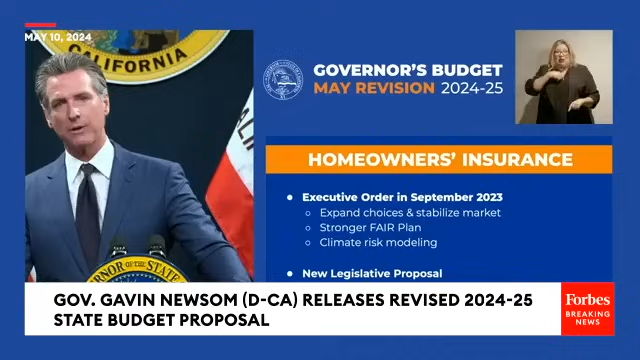 MAY 10, 2024
CALIFORNIA
GOVERNOR'S BUDGET
MAY REVISION 2024-25
HOMEOWNERS' INSURANCE
• Executive Order in September 2023
○ Expand choices & stabilize market
○ Stronger FAIR Plan
○ Climate risk modeling
• New Legislative Proposal
GOV. GAVIN NEWSOM (D-CA) RELEASES REVISED 2024-25
STATE BUDGET PROPOSAL
Forbes
BREAKING
NEWS